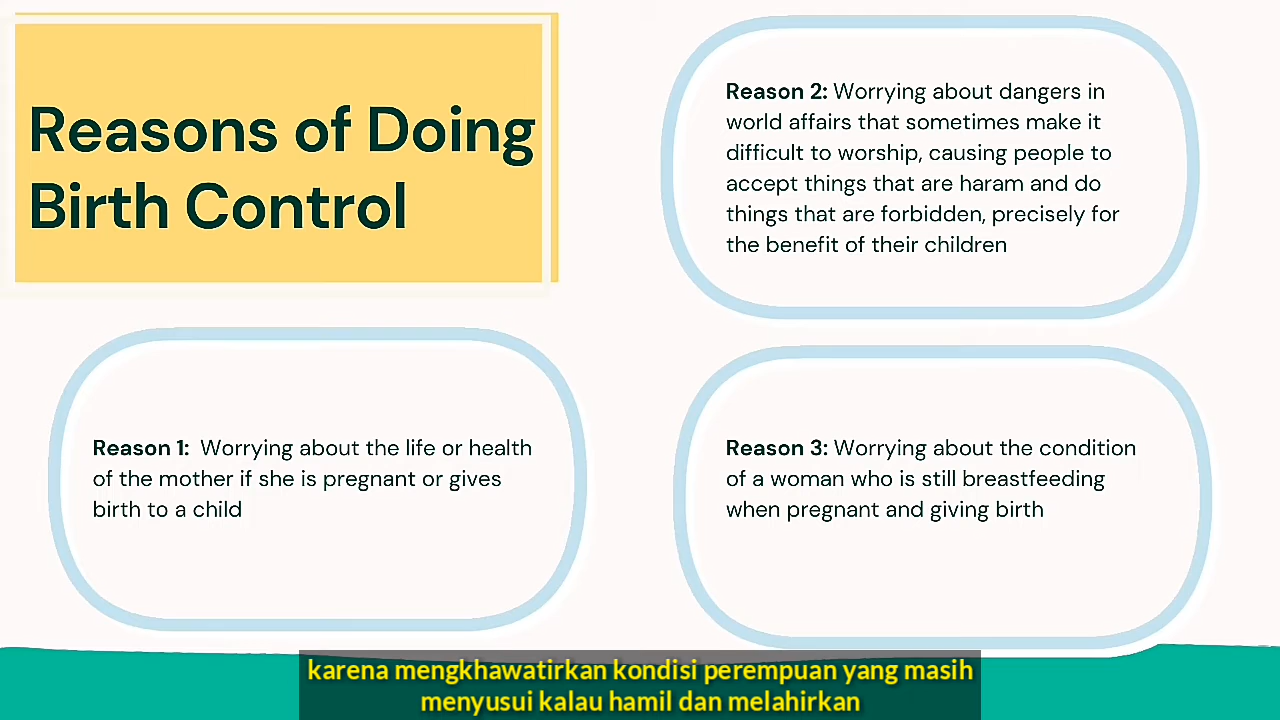 Reasons of Doing
Birth Control
Reason 1: Worrying about the life or health
of the mother if she is pregnant or gives
birth to a child
Reason 2: Worrying about dangers in
world affairs that sometimes make it
difficult to worship, causing people to
accept things that are haram and do
things that are forbidden, precisely for
the benefit of their children
Reason 3: Worrying about the condition
of a woman who is still breastfeeding
when pregnant and giving birth
karena mengkhawatirkan kondisi perempuan yang masih
menyusui kalau hamil dan melahirkan